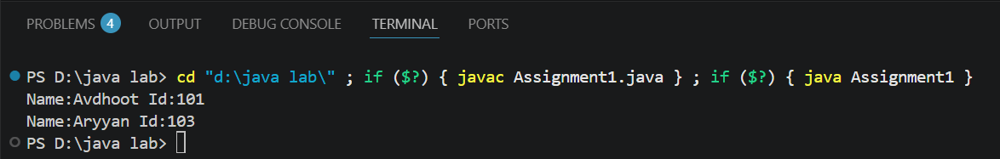 PROBLEMS 4 OUTPUT DEBUG CONSOLE TERMINAL PORTS
PS D:\java lab> cd "d:\java lab\" ; if ($?) { javac Assignment1.java } ; if ($?) { java Assignment1 }
Name:Avdhoot Id:101
Name:Aryyan Id:103
PS D:\java lab>